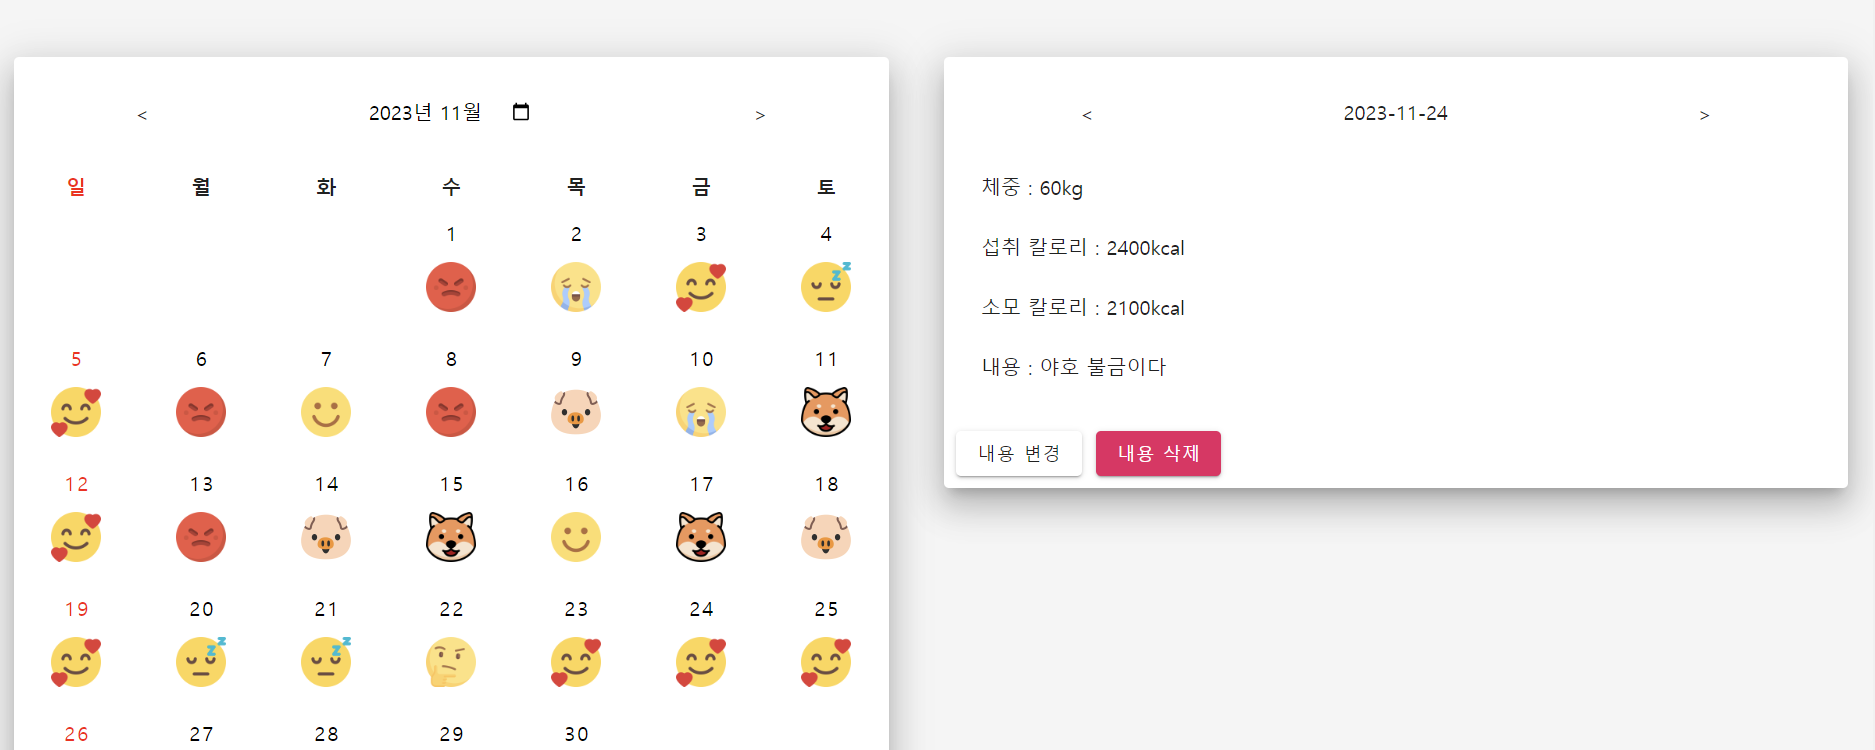 < 2023년 11월 >
일 월 화 수 목 금 토
1 2 3 4
5 6 7 8 9 10 11
12 13 14 15 16 17 18
19 20 21 22 23 24 25
26 27 28 29 30
< 2023-11-24 >
체중 : 60kg
섭취 칼로리 : 2400kcal
소모 칼로리 : 2100kcal
내용 : 야호 불금이다
내용 변경 내용 삭제